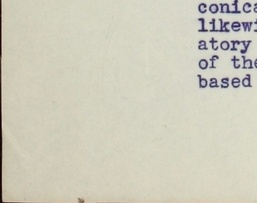 conica
likewi
atory
of the
based